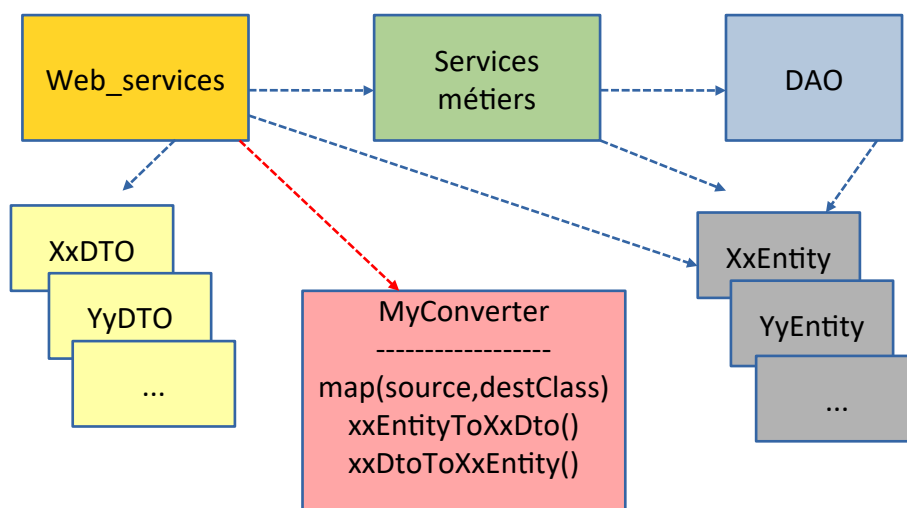 Web_services
Services
métiers
DAO
XxDTO
YyDTO
...
MyConverter
------------------
map(source,destClass)
xxEntityToXxDto()
xxDtoToXxEntity()
XxEntity
YyEntity
...